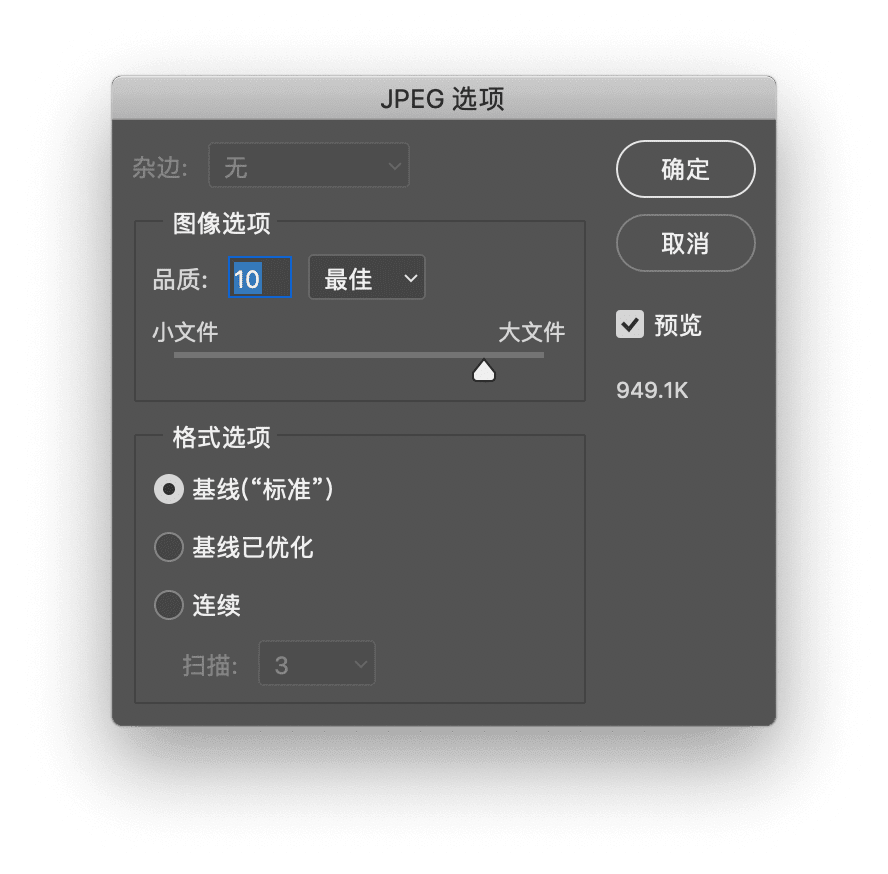 JPEG 选项
杂边: 无
确定
图像选项
取消
品质: 10 最佳
小文件 大文件
预览
949.1K
格式选项
基线(“标准”)
基线已优化
连续
扫描: 3